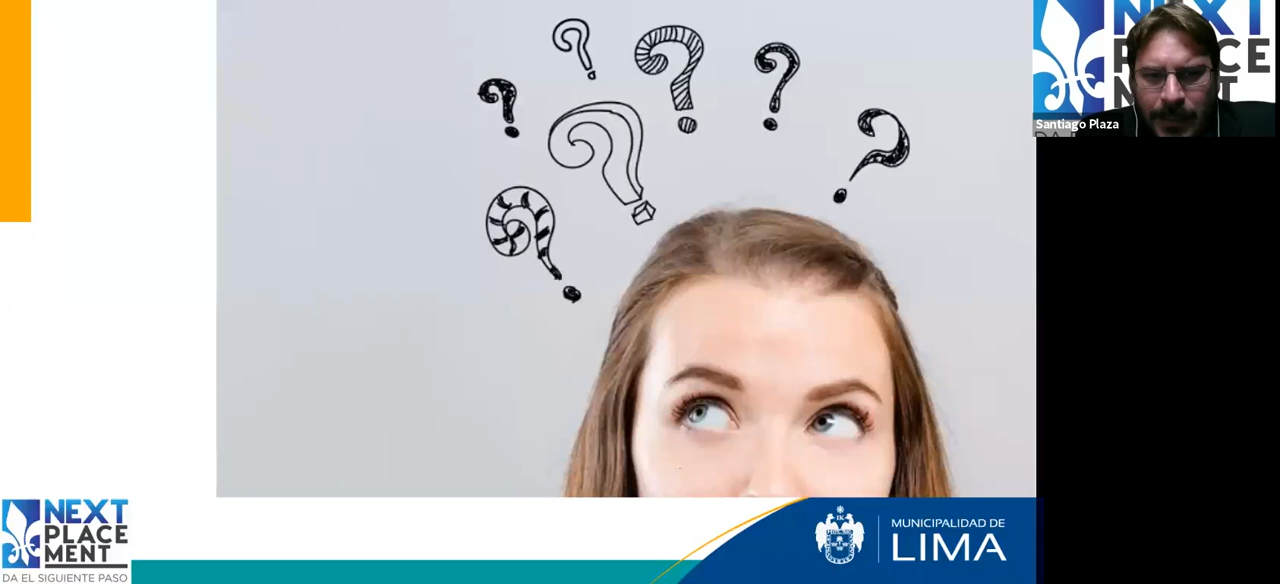 NEXT
PLACE
MENT
Santiago Plaza
NEXT
PLACE
MENT
DA EL SIGUIENTE PASO
MUNICIPALIDAD DE
LIMA